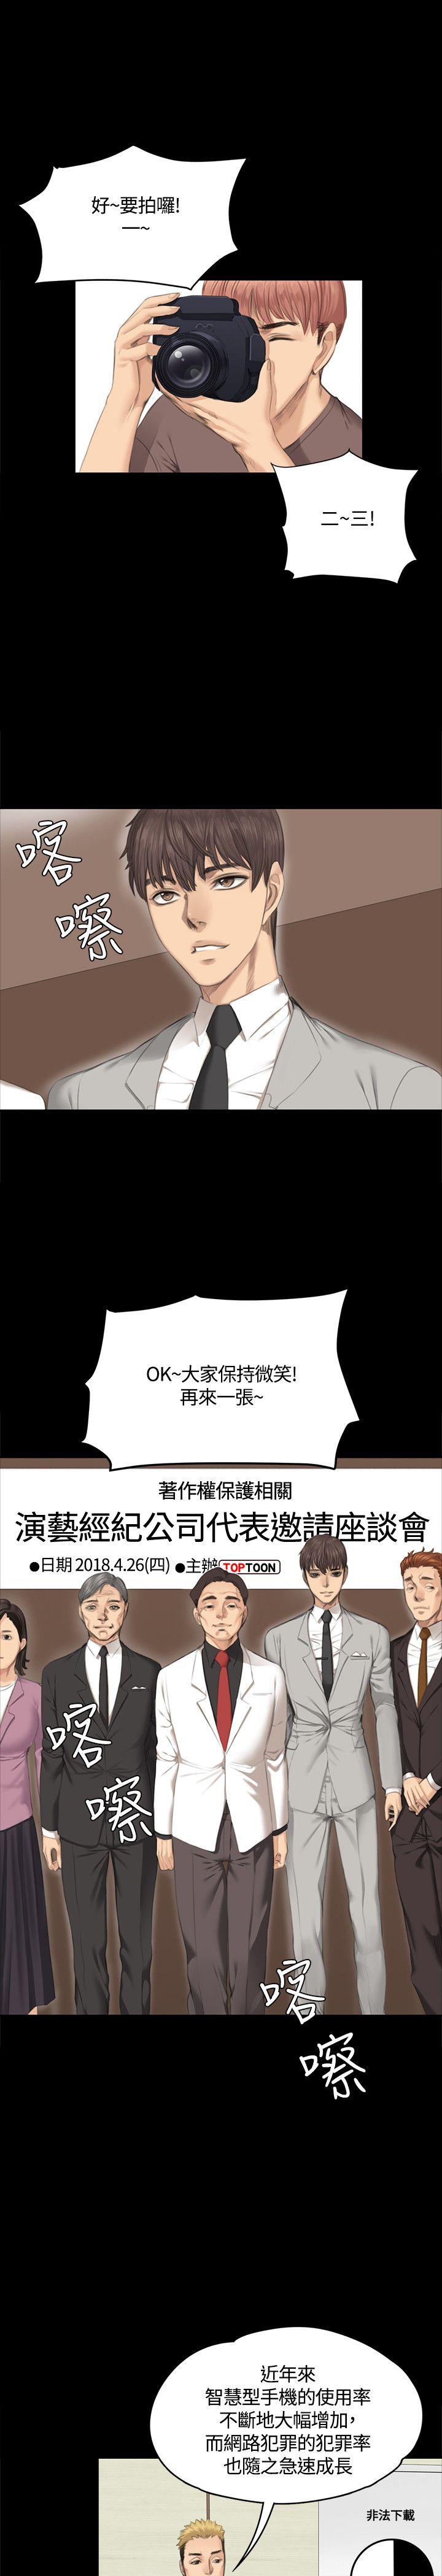 好~要拍囉!
一~
二~三!
喀
嚓
OK~大家保持微笑!
再來一張~
著作權保護相關
演藝經紀公司代表邀請座談會
●日期 2018.4.26(四) ●主辦 TOPTOON
喀
嚓
喀
嚓
近年來
智慧型手機的使用率
不斷地大幅增加,
而網路犯罪的犯罪率
也隨之急速成長
非法下載